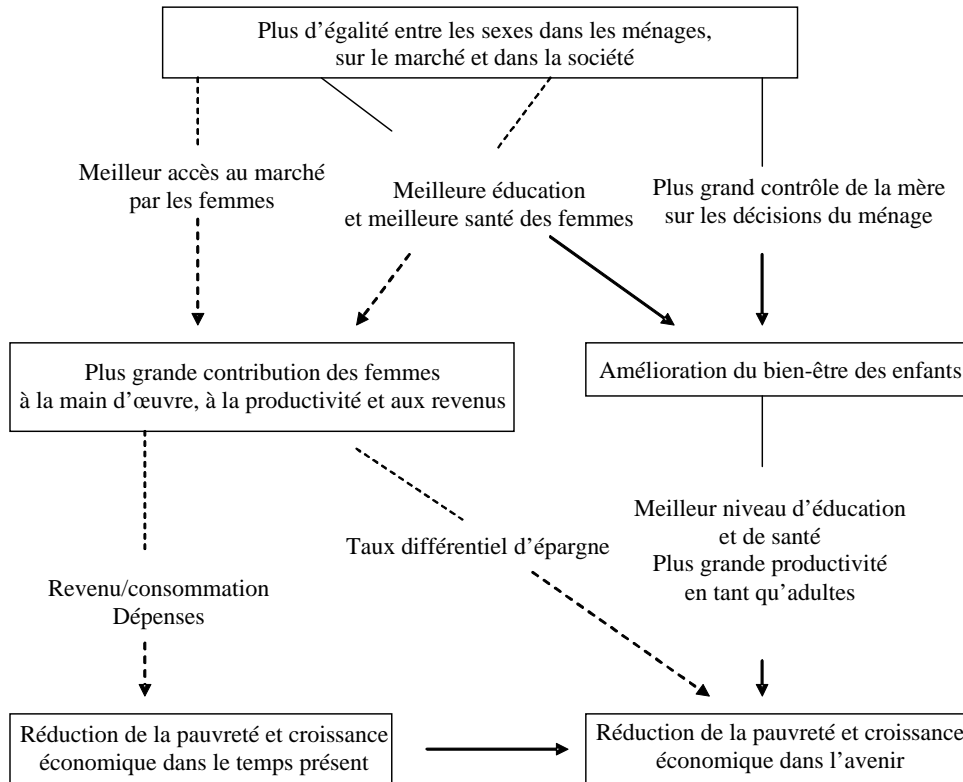 Plus d’égalité entre les sexes dans les ménages,
sur le marché et dans la société
Meilleur accès au marché
par les femmes
Meilleure éducation
et meilleure santé des femmes
Plus grand contrôle de la mère
sur les décisions du ménage
Plus grande contribution des femmes
à la main d’œuvre, à la productivité et aux revenus
Amélioration du bien-être des enfants
Taux différentiel d’épargne
Meilleur niveau d’éducation
et de santé
Plus grande productivité
en tant qu’adultes
Revenu/consommation
Dépenses
Réduction de la pauvreté et croissance
économique dans le temps présent
Réduction de la pauvreté et croissance
économique dans l’avenir